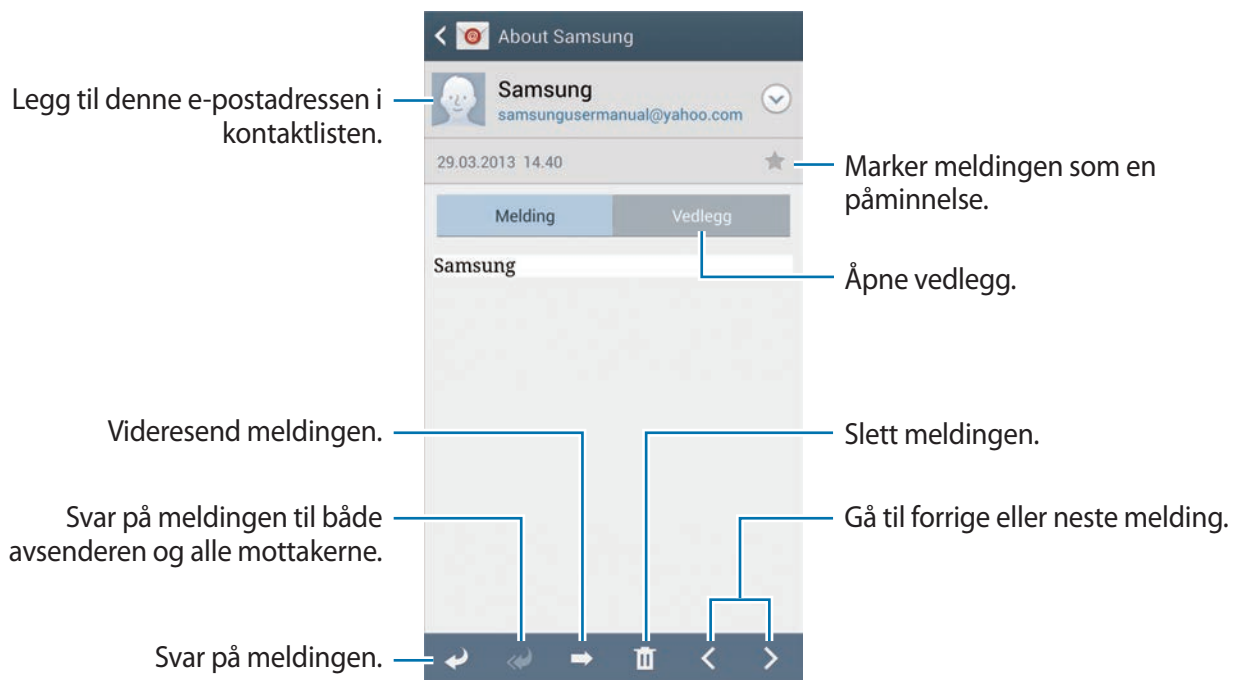 About Samsung
Legg til denne e-postadressen i
kontaktlisten.
Samsung
samsungusermanual@yahoo.com
29.03.2013 14.40
Marker meldingen som en
påminnelse.
Melding
Vedlegg
Åpne vedlegg.
Samsung
Videresend meldingen.
Slett meldingen.
Svar på meldingen til både
avsenderen og alle mottakerne.
Gå til forrige eller neste melding.
Svar på meldingen.